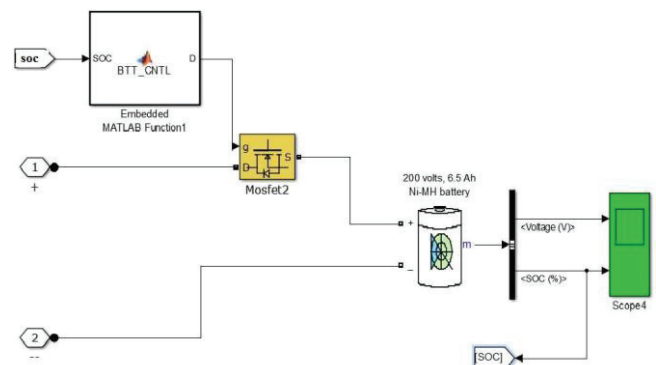 soc
SOC
D
BTT_CNTL
Embedded
MATLAB Function1
1
+
g
D
S
Mosfet2
200 volts, 6.5 Ah
Ni-MH battery
+
_
m
<Voltage (V)>
<SOC (%)>
Scope4
2
--
[SOC]